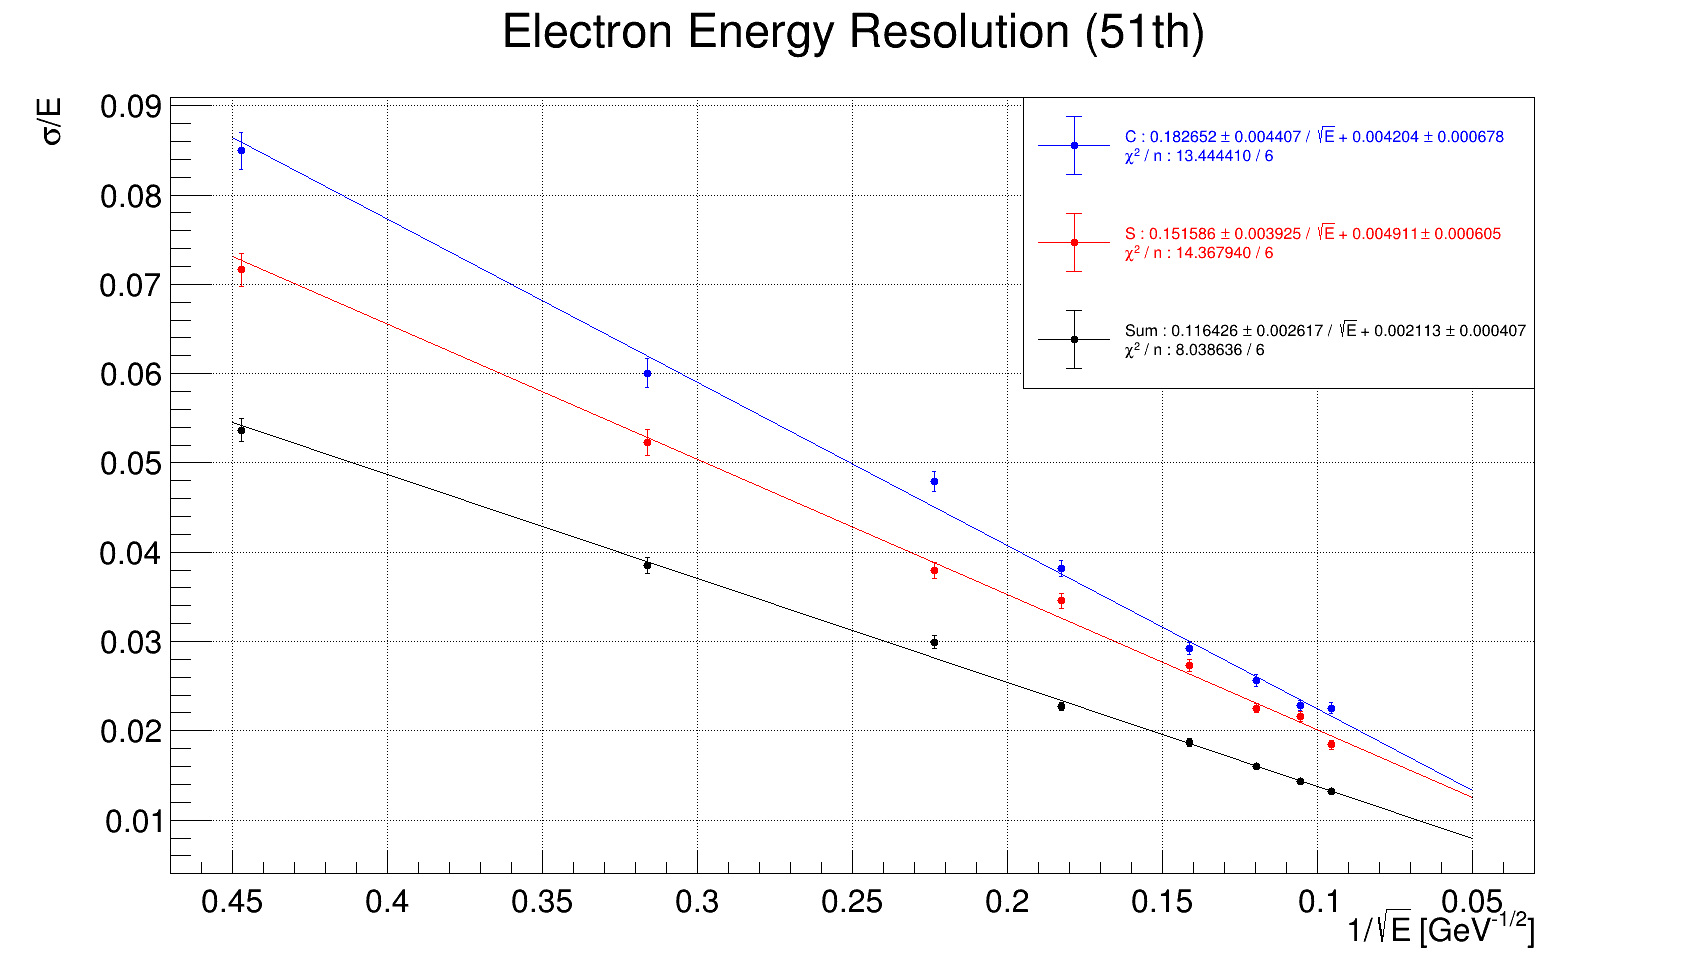 Electron Energy Resolution (51th)
σ/E
0.09
0.08
0.07
0.06
0.05
0.04
0.03
0.02
0.01
C : 0.182652 ± 0.004407 / √E + 0.004204 ± 0.000678
χ² / n : 13.444410 / 6
S : 0.151586 ± 0.003925 / √E + 0.004911 ± 0.000605
χ² / n : 14.367940 / 6
Sum : 0.116426 ± 0.002617 / √E + 0.002113 ± 0.000407
χ² / n : 8.038636 / 6
0.45 0.4 0.35 0.3 0.25 0.2 0.15 0.1 0.05
1/√E [GeV^-1/2]